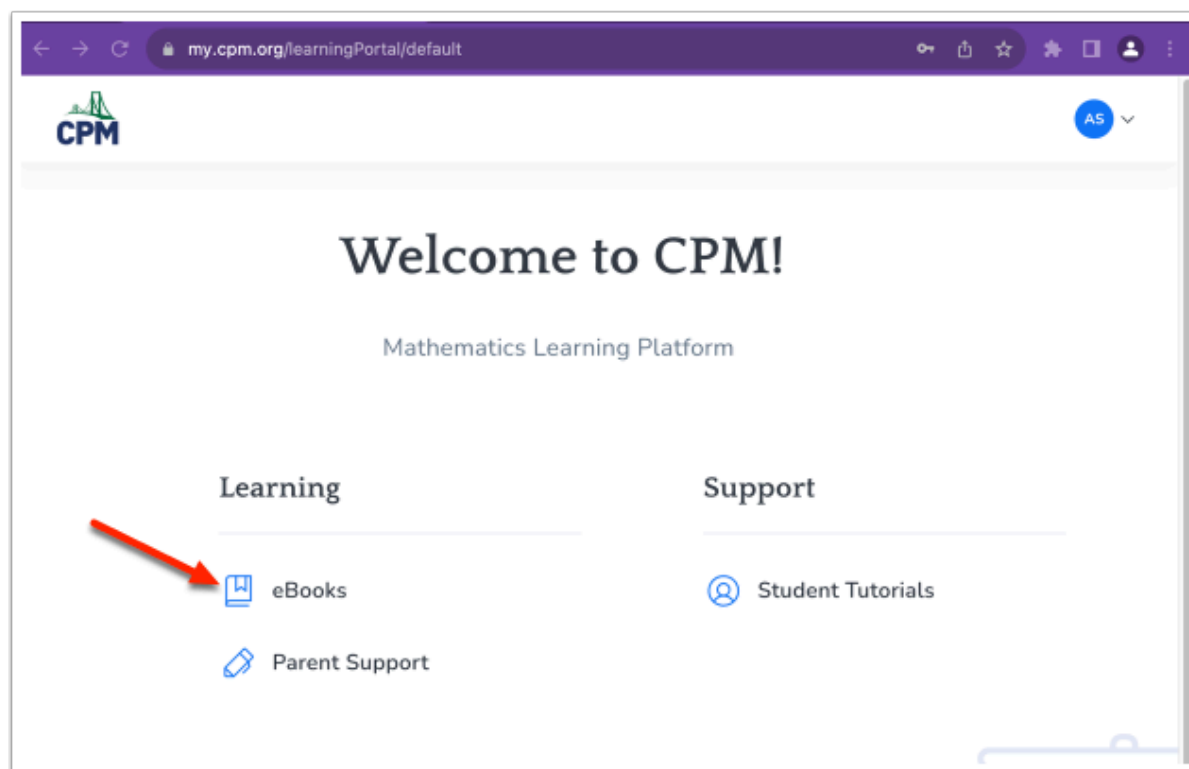 my.cpm.org/learningPortal/default
CPM
AS
Welcome to CPM!
Mathematics Learning Platform
Learning
Support
eBooks
Student Tutorials
Parent Support